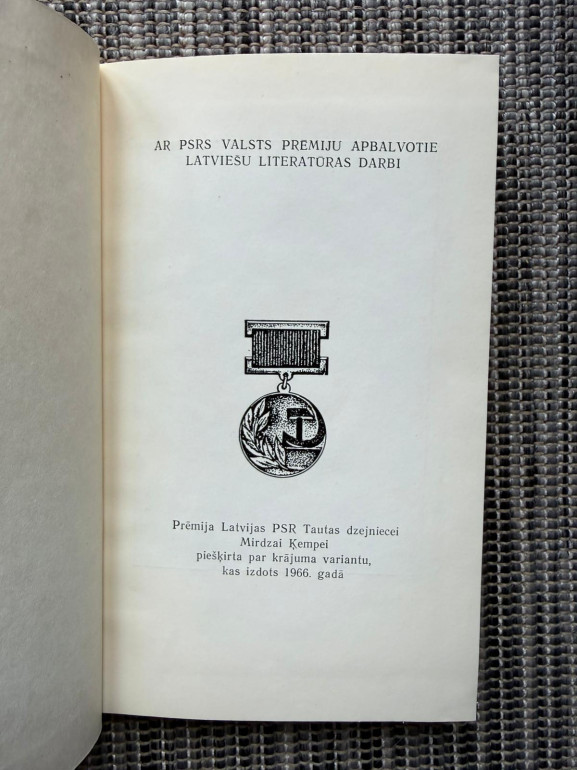 AR PSRS VALSTS PRĒMIJU APBALVOTIE
LATVIEŠU LITERATŪRAS DARBI
Prēmija Latvijas PSR Tautas dzejniecei
Mirdzai Ķempei
piešķirta par krājuma variantu,
kas izdots 1966. gadā